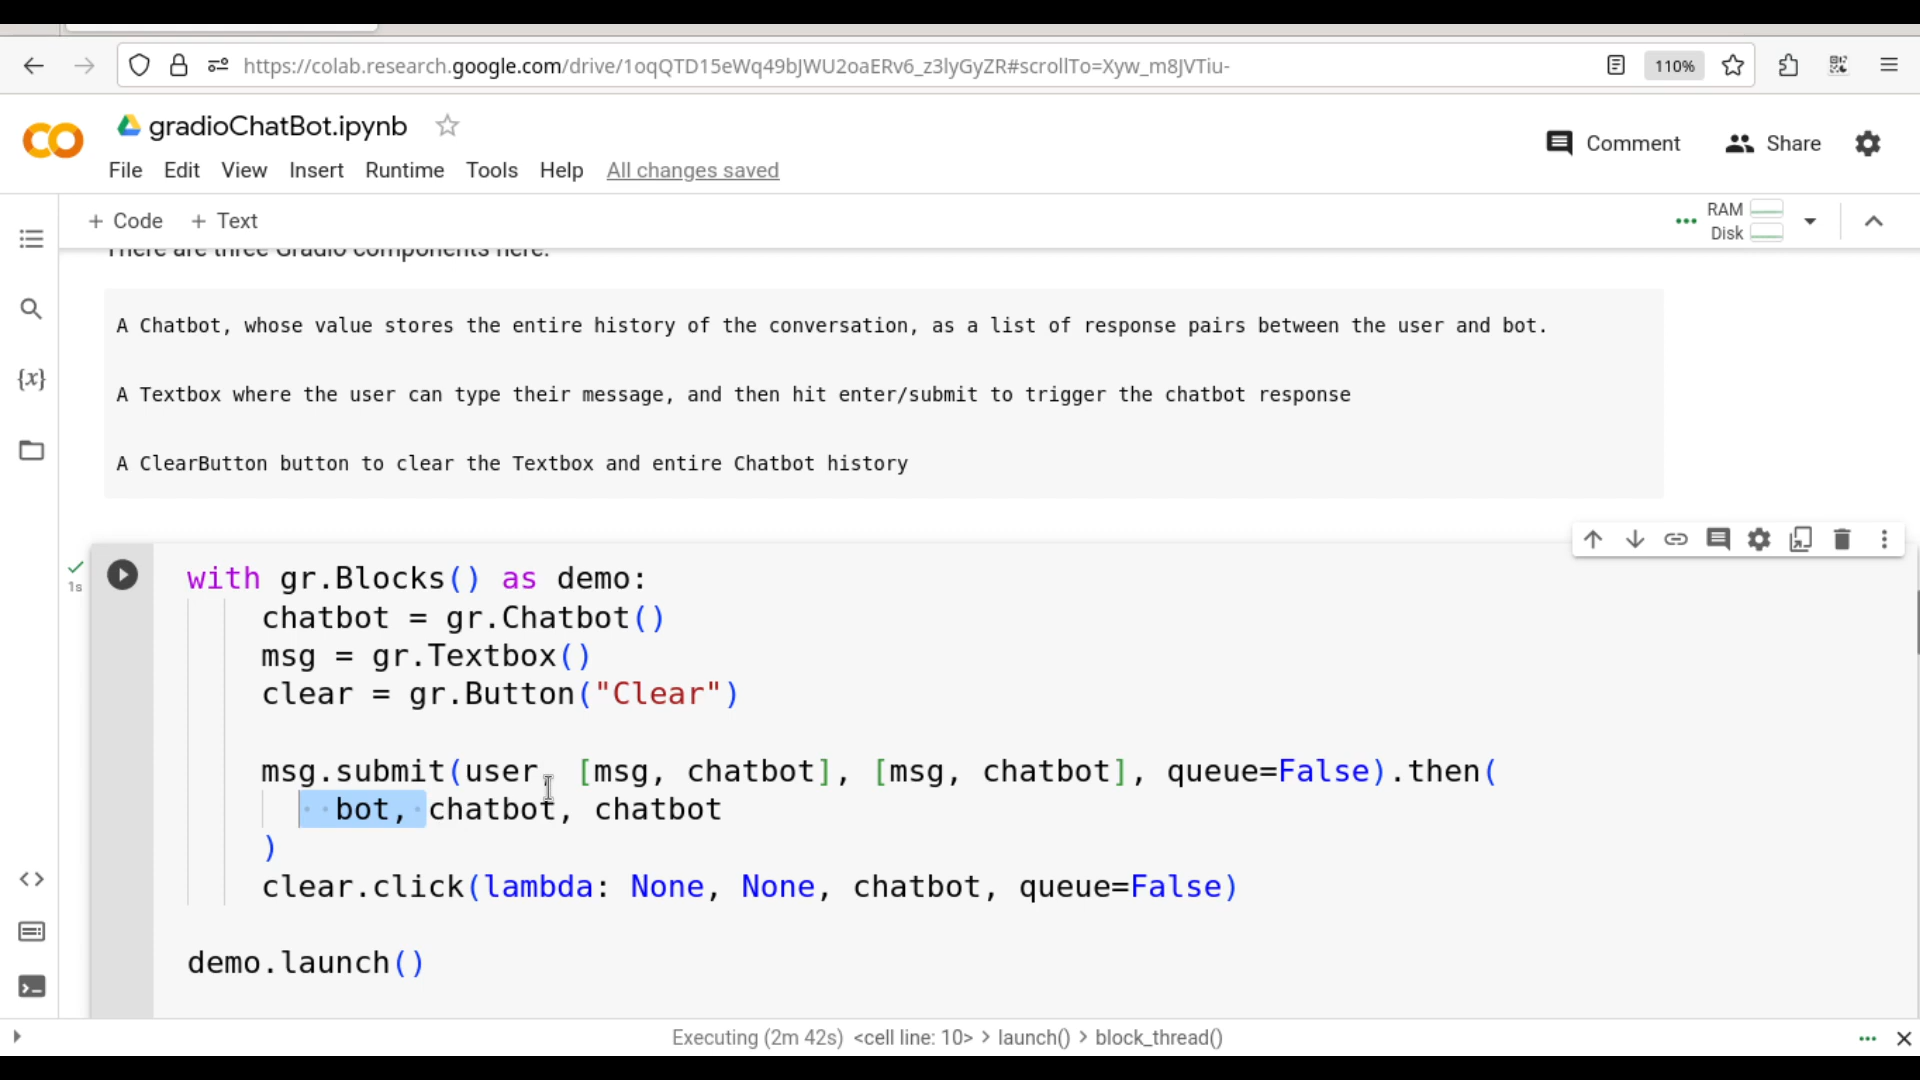 https://colab.research.google.com/drive/1oqQTD15eWq49bJWU2oaERv6_z3lyGyZR#scrollTo=Xyw_m8JVTiu-
110%
gradioChatBot.ipynb
Comment
Share
File Edit View Insert Runtime Tools Help All changes saved
+ Code + Text
RAM
Disk
There are three Gradio components here:
A Chatbot, whose value stores the entire history of the conversation, as a list of response pairs between the user and bot.
A Textbox where the user can type their message, and then hit enter/submit to trigger the chatbot response
A ClearButton button to clear the Textbox and entire Chatbot history
1s
with gr.Blocks() as demo:
chatbot = gr.Chatbot()
msg = gr.Textbox()
clear = gr.Button("Clear")
msg.submit(user, [msg, chatbot], [msg, chatbot], queue=False).then(
bot, chatbot, chatbot
)
clear.click(lambda: None, None, chatbot, queue=False)
demo.launch()
Executing (2m 42s) <cell line: 10> > launch() > block_thread()